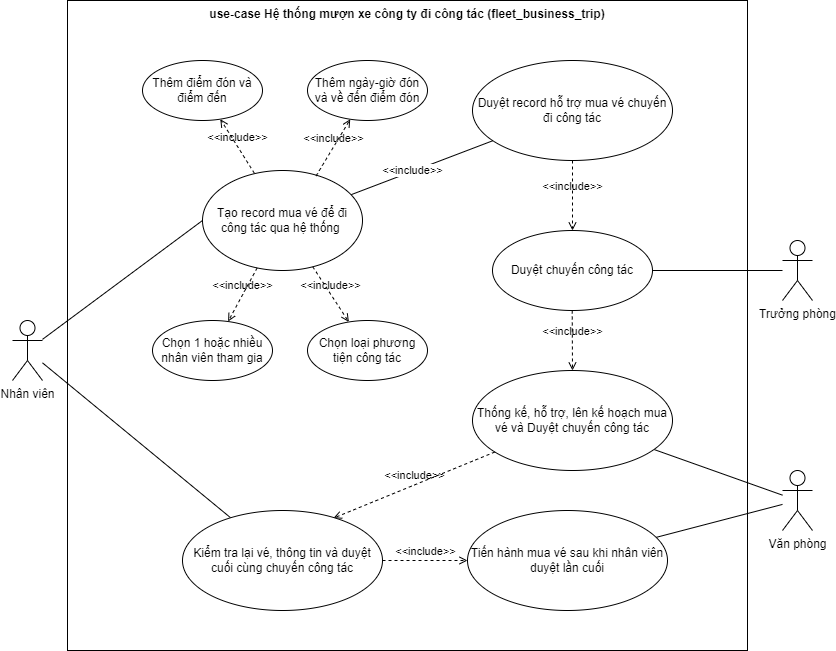 use-case Hệ thống mượn xe công ty đi công tác (fleet_business_trip)
Thêm điểm đón và
điểm đến
Thêm ngày-giờ đón
và về đến điểm đón
Duyệt record hỗ trợ mua vé chuyến
đi công tác
<<include>>
<<include>>
<<include>>
<<include>>
Tạo record mua vé để đi
công tác qua hệ thống
Duyệt chuyến công tác
<<include>>
<<include>>
Trưởng phòng
<<include>>
Chọn 1 hoặc nhiều
nhân viên tham gia
Chọn loại phương
tiện công tác
Nhân viên
Thống kế, hỗ trợ, lên kế hoạch mua
vé và Duyệt chuyến công tác
<<include>>
Văn phòng
Kiểm tra lại vé, thông tin và duyệt
cuối cùng chuyến công tác
<<include>>
Tiến hành mua vé sau khi nhân viên
duyệt lần cuối